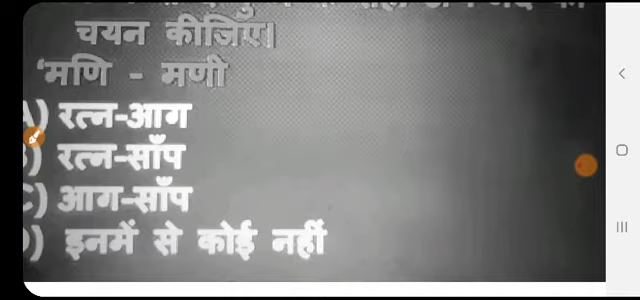 चयन कीजिए।
‘मणि - मणी
A) रत्न-आग
B) रत्न-साँप
C) आग-साँप
D) इनमें से कोई नहीं